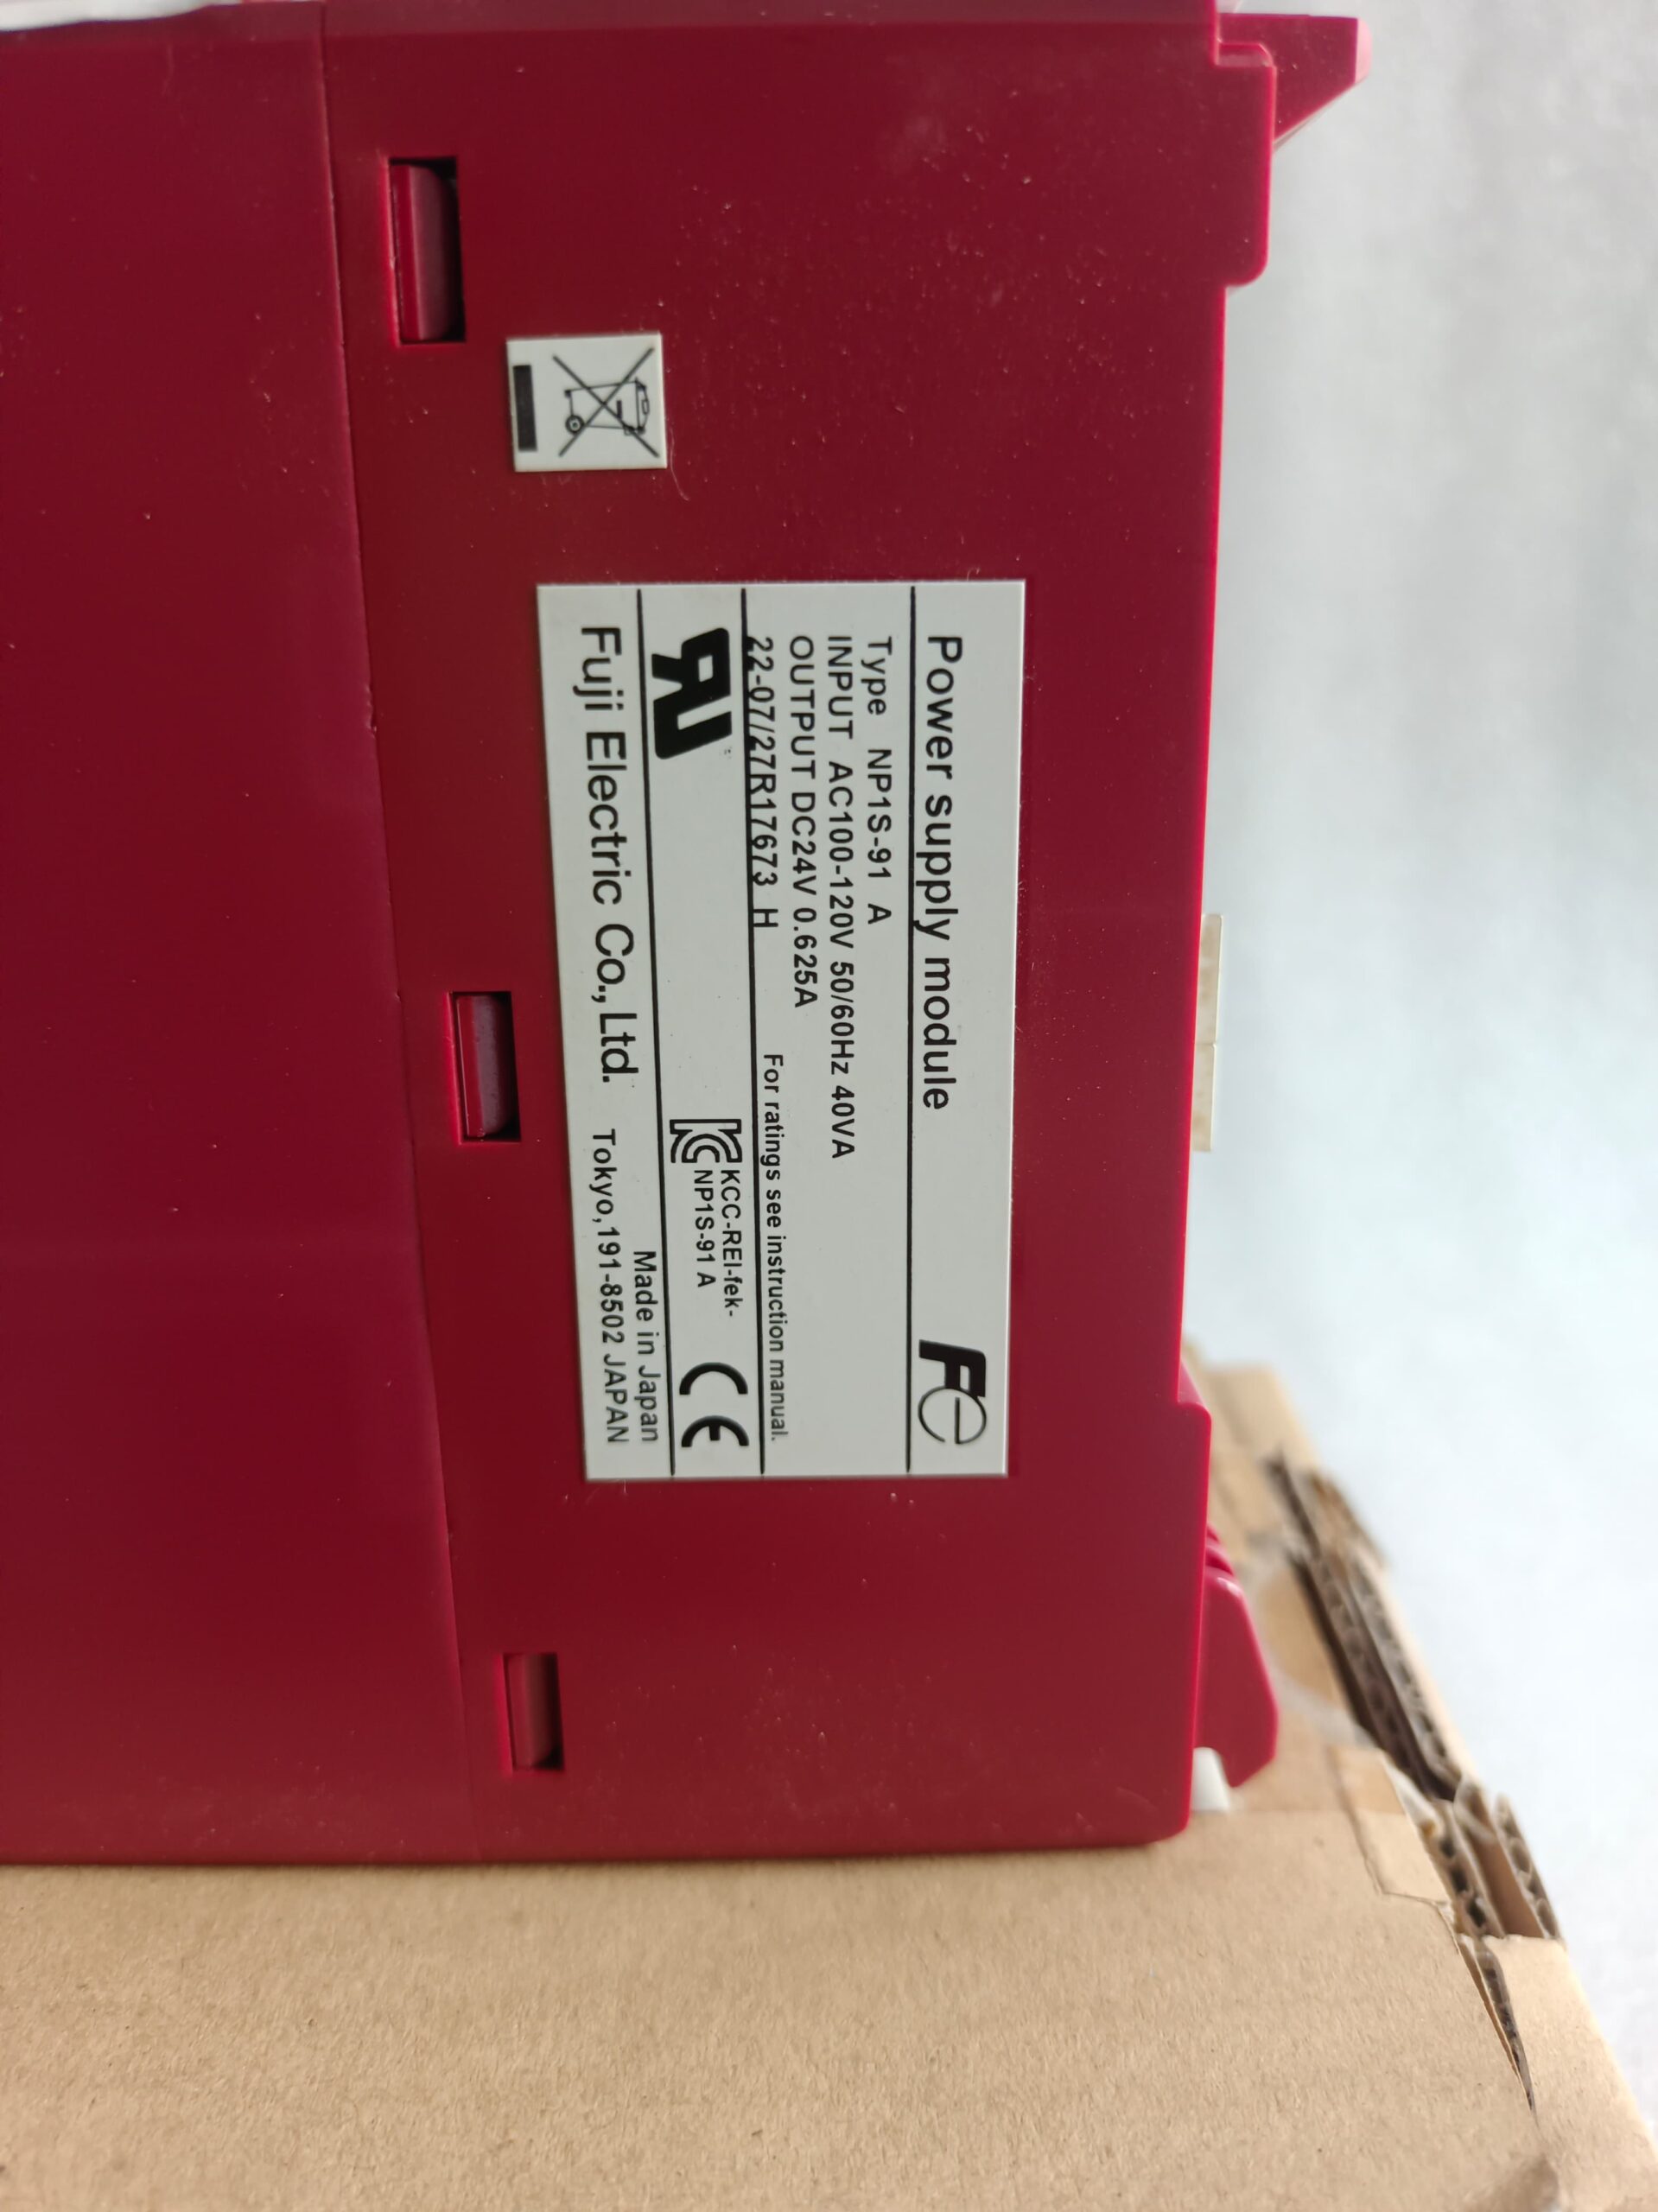 Power supply module
Fe
Type NP1S-91 A
INPUT AC100-120V 50/60Hz 40VA
OUTPUT DC24V 0.625A
22-07/27R17673 H
For ratings see instruction manual.
KCC-REI-fek-
NP1S-91 A
CE
Made in Japan
Fuji Electric Co., Ltd. Tokyo,191-8502 JAPAN